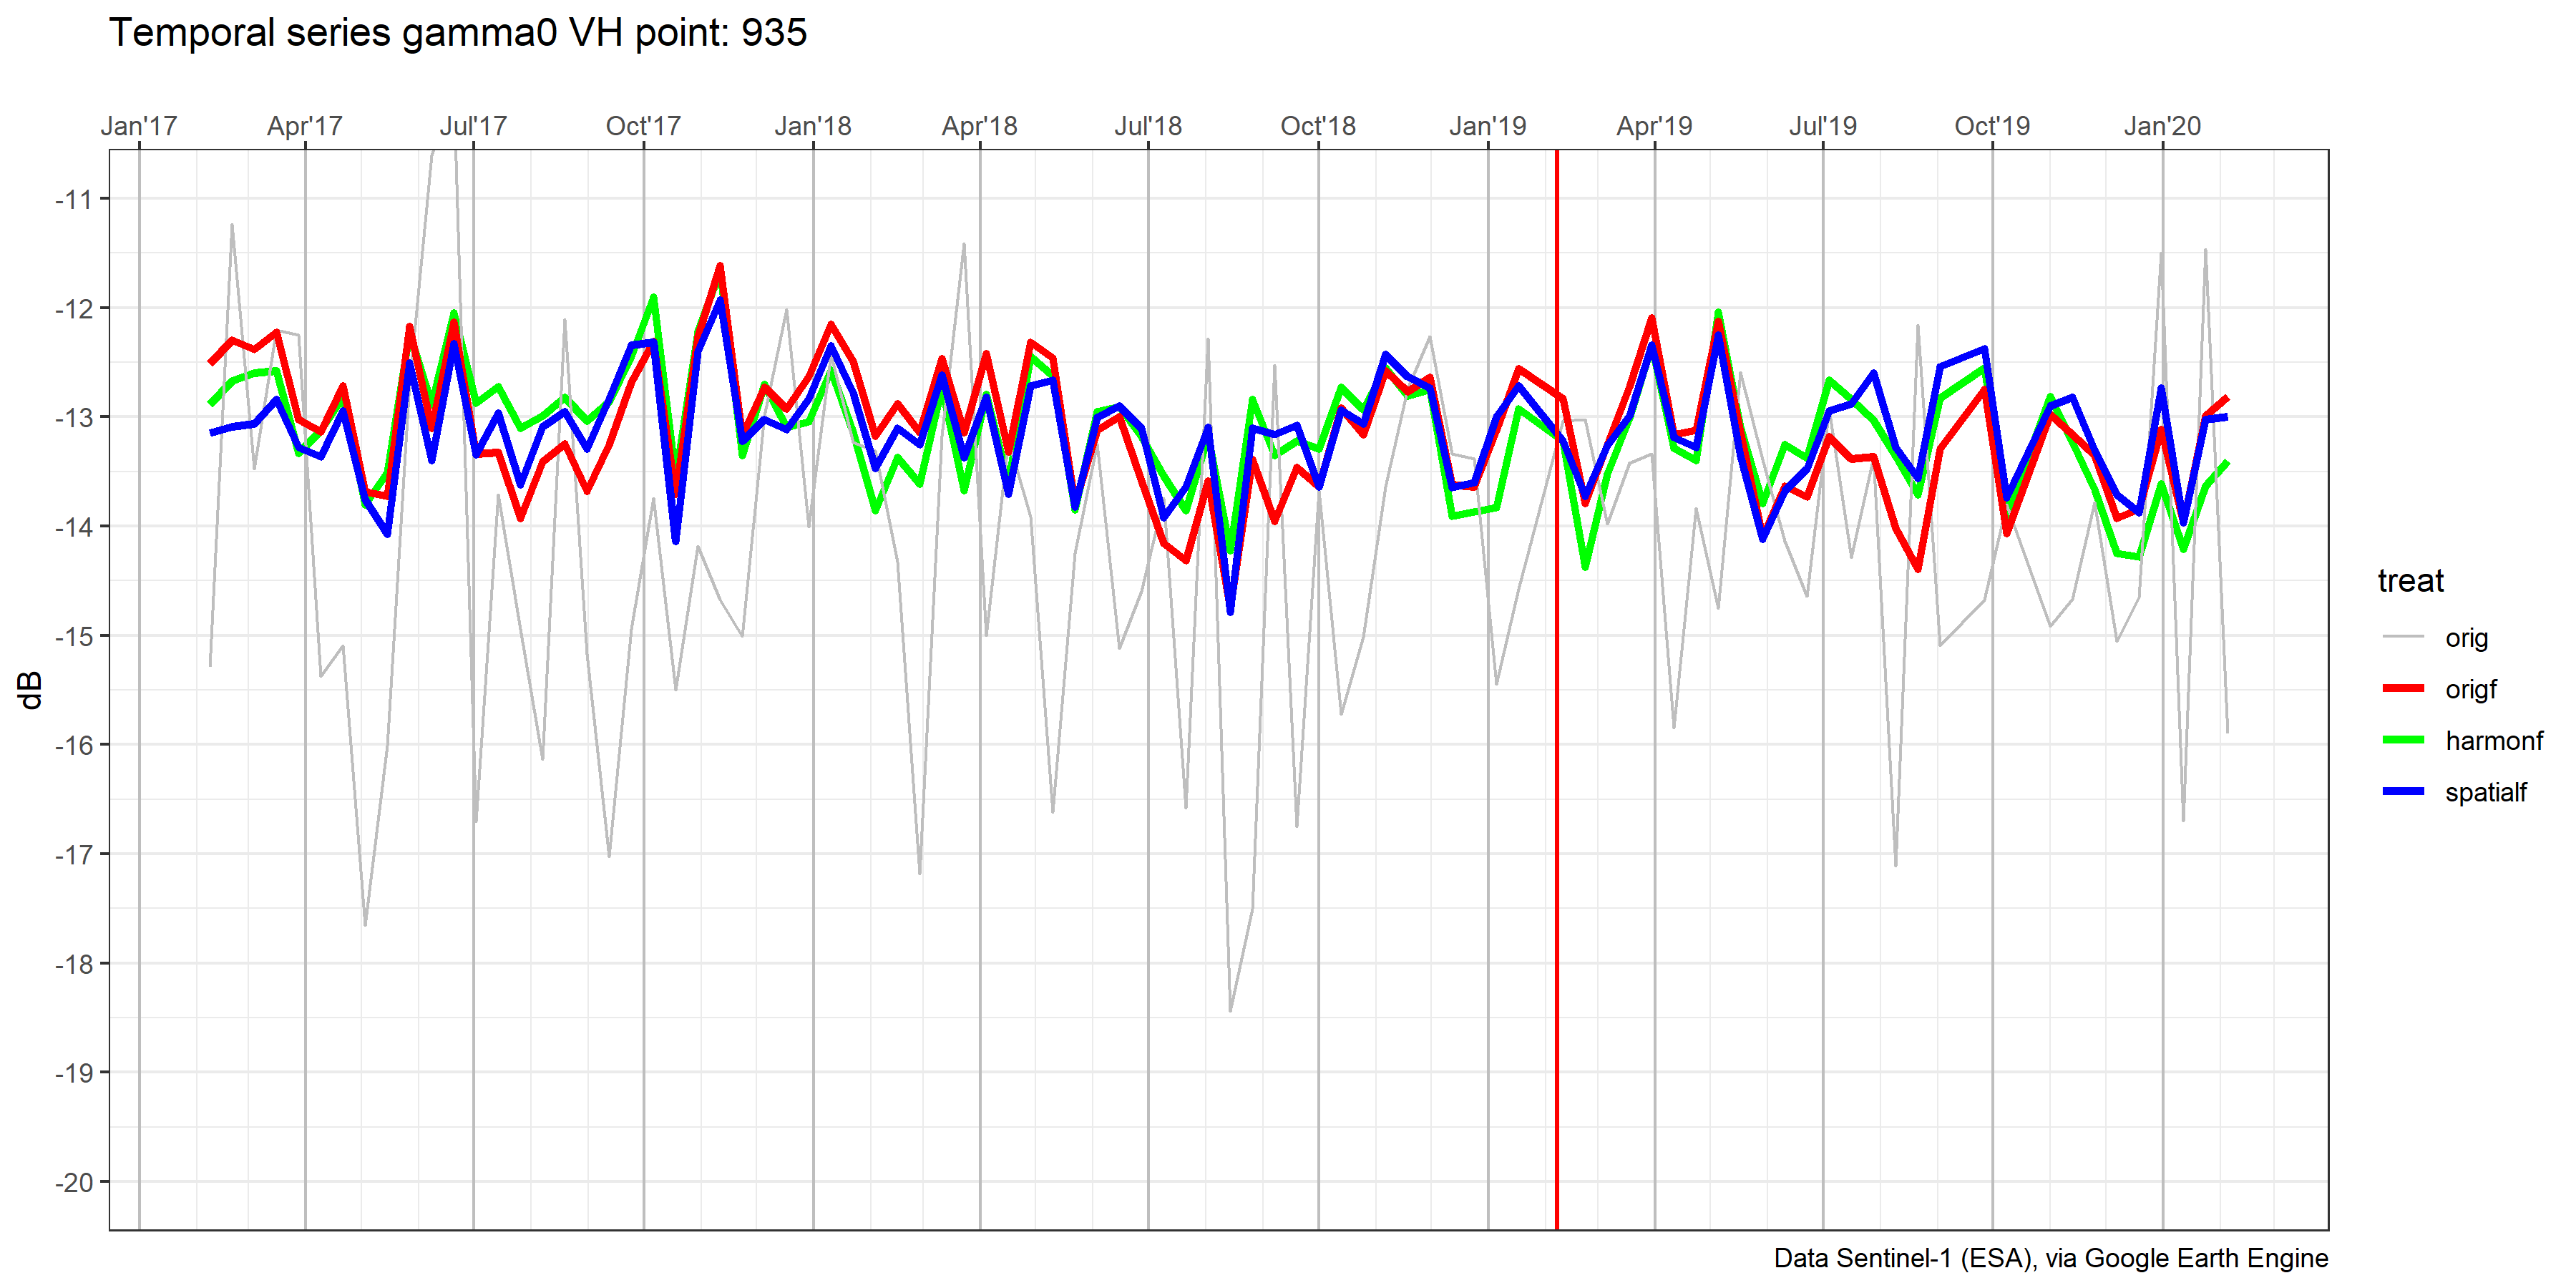 Temporal series gamma0 VH point: 935
Jan'17 Apr'17 Jul'17 Oct'17 Jan'18 Apr'18 Jul'18 Oct'18 Jan'19 Apr'19 Jul'19 Oct'19 Jan'20
-11
-12
-13
-14
-15
-16
-17
-18
-19
-20
dB
treat
orig
origf
harmonf
spatialf
Data Sentinel-1 (ESA), via Google Earth Engine